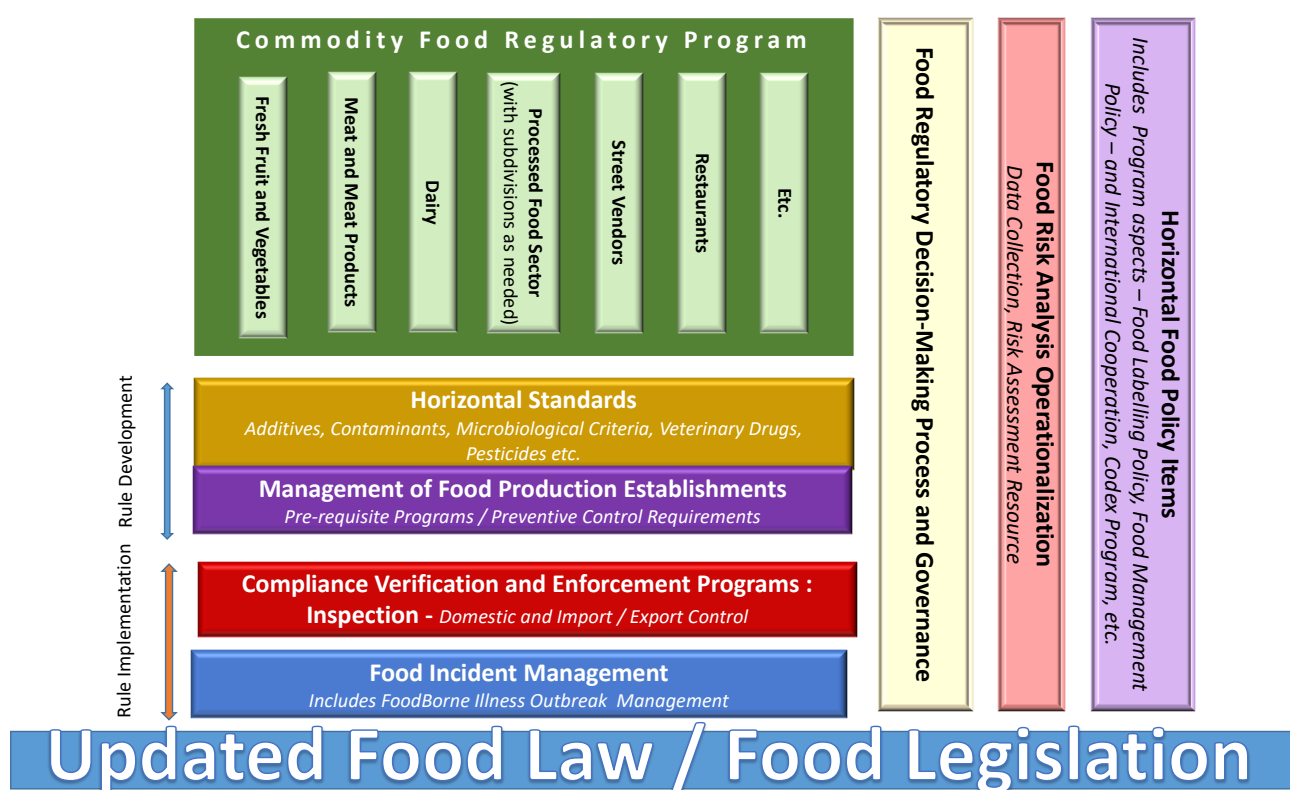 Commodity Food Regulatory Program
Fresh Fruit and Vegetables
Meat and Meat Products
Dairy
Processed Food Sector
(with subdivisions as needed)
Street Vendors
Restaurants
Etc.
Rule Development
Horizontal Standards
Additives, Contaminants, Microbiological Criteria, Veterinary Drugs,
Pesticides etc.
Management of Food Production Establishments
Pre-requisite Programs / Preventive Control Requirements
Rule Implementation
Compliance Verification and Enforcement Programs :
Inspection - Domestic and Import / Export Control
Food Incident Management
Includes FoodBorne Illness Outbreak  Management
Food Regulatory Decision-Making Process and Governance
Food Risk Analysis Operationalization
Data Collection, Risk Assessment Resource
Horizontal Food Policy Items
Includes  Program aspects – Food Labelling Policy, Food Management
Policy – and International Cooperation, Codex Program, etc.
Updated Food Law / Food Legislation